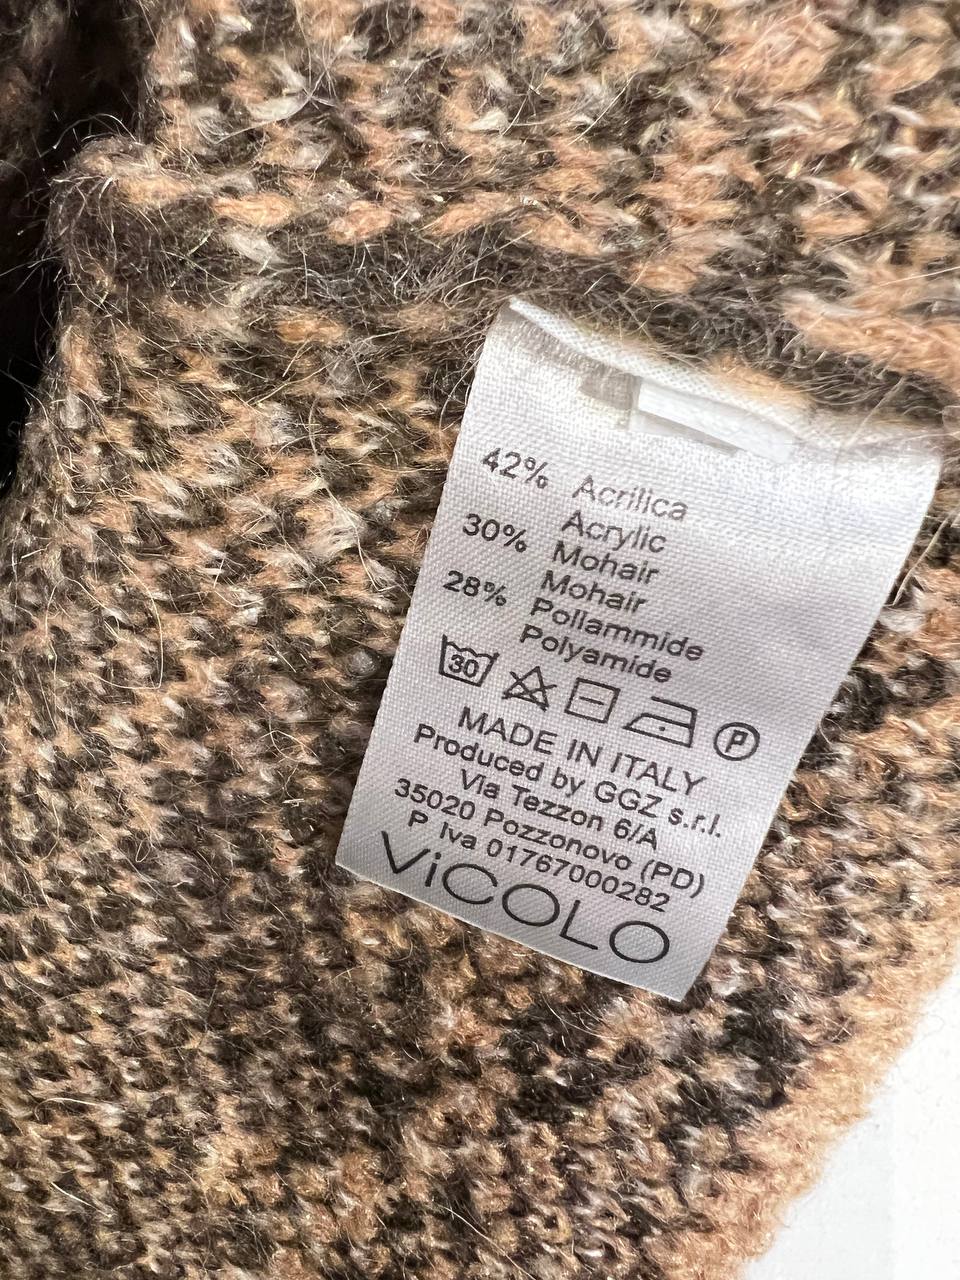 42% Acrilica
Acrylic
30% Mohair
Mohair
28% Poliammide
Polyamide
30
P
MADE IN ITALY
Produced by GGZ s.r.l.
Via Tezzon 6/A
35020 Pozzonovo (PD)
P. Iva 01767000282
ViCOLO